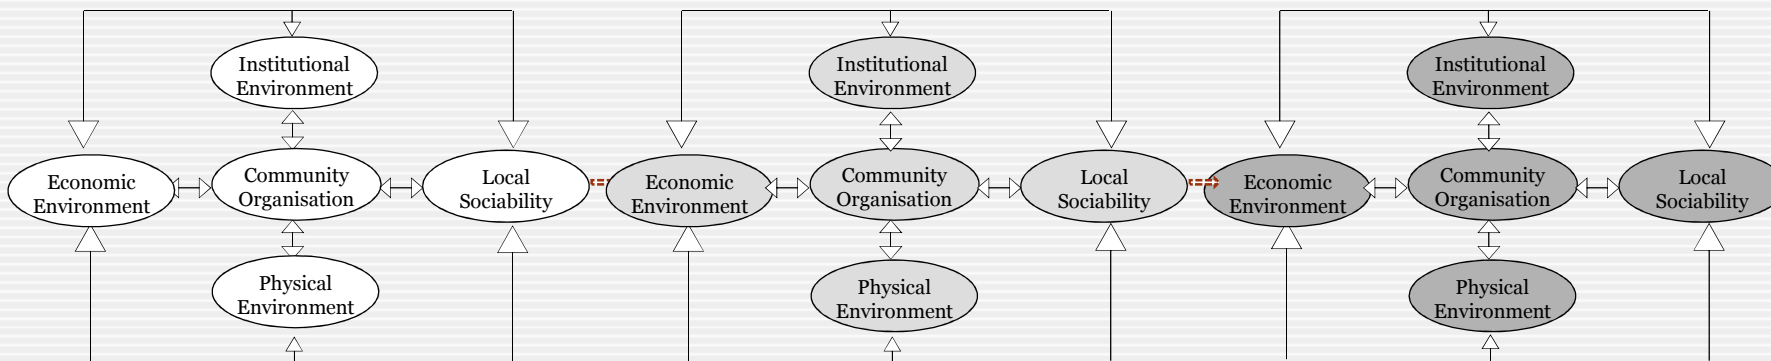 Institutional
Environment
Economic
Environment
Community
Organisation
Local
Sociability
Physical
Environment
Institutional
Environment
Economic
Environment
Community
Organisation
Local
Sociability
Physical
Environment
Institutional
Environment
Economic
Environment
Community
Organisation
Local
Sociability
Physical
Environment